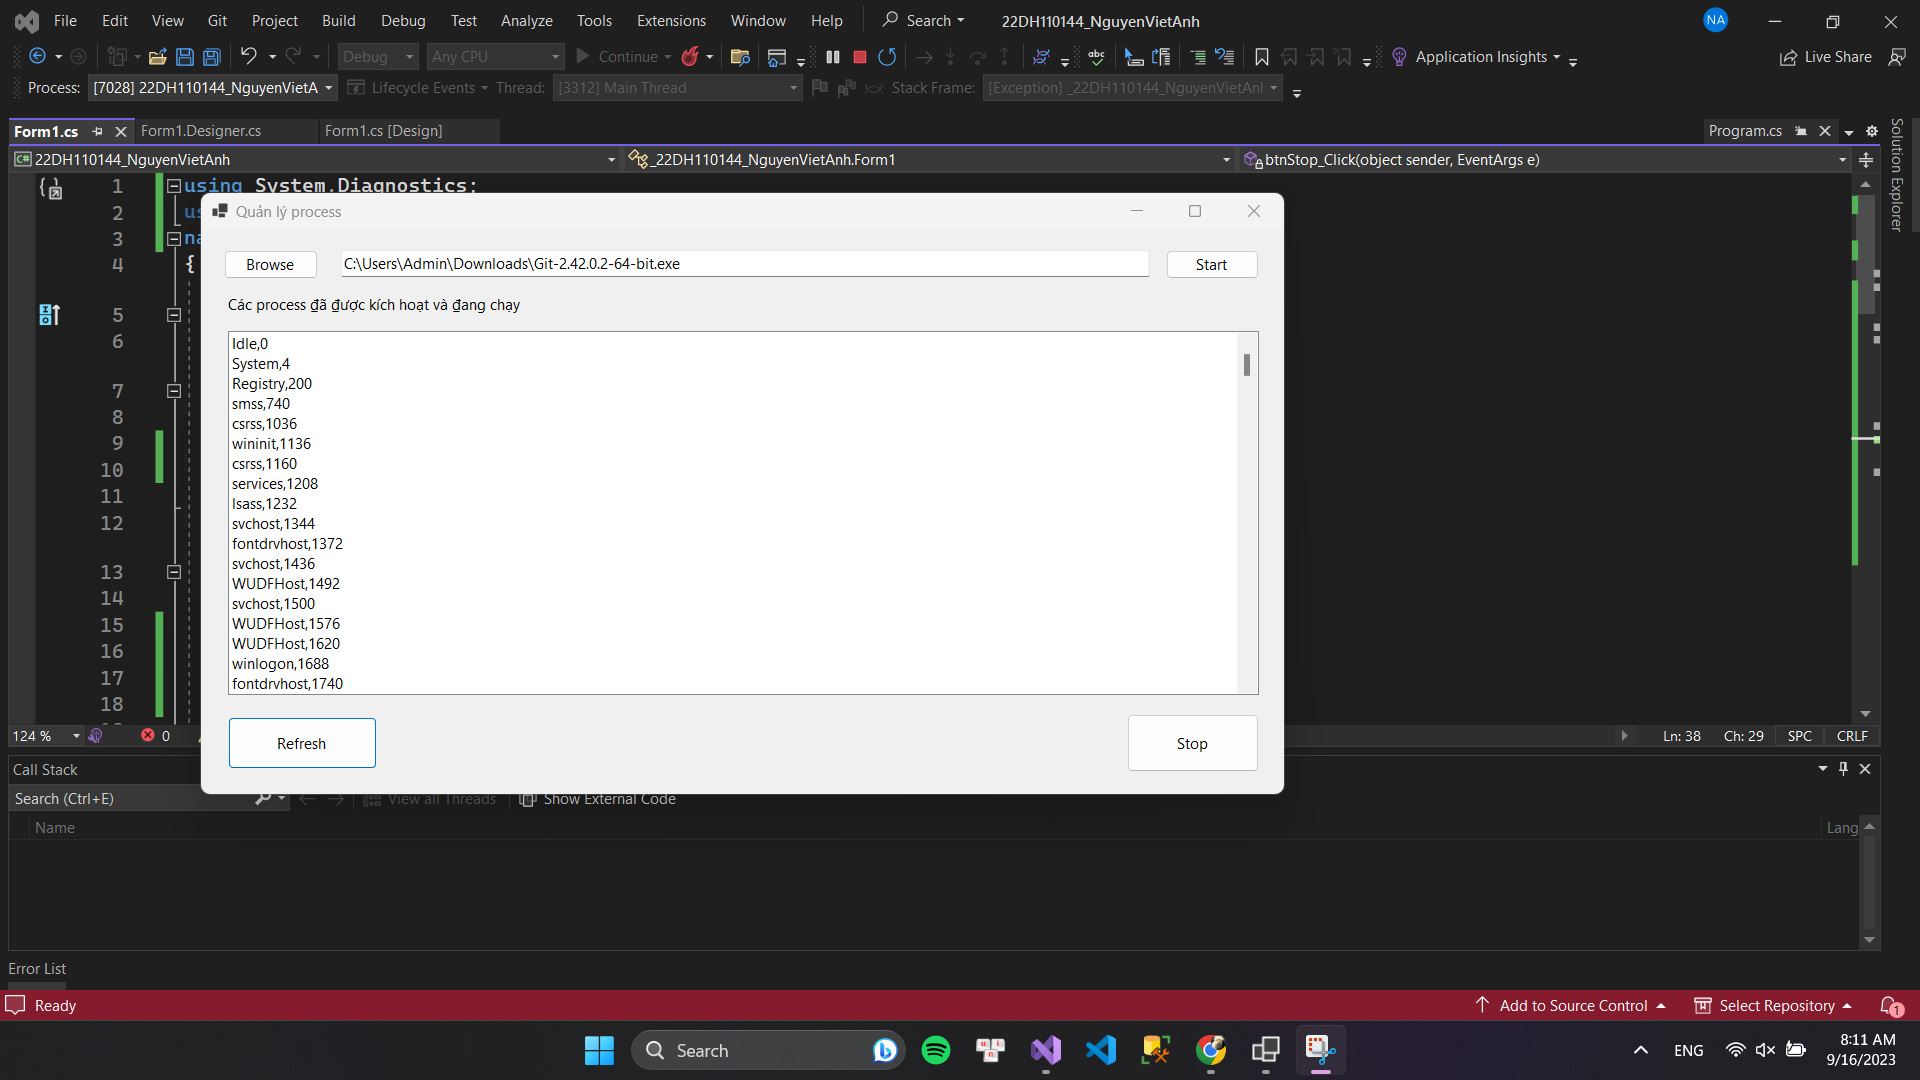 File Edit View Git Project Build Debug Test Analyze Tools Extensions Window Help Search 22DH110144_NguyenVietAnh NA
Debug Any CPU Continue Application Insights Live Share
Process: [7028] 22DH110144_NguyenVietA Lifecycle Events Thread: [3312] Main Thread Stack Frame: [Exception] _22DH110144_NguyenVietAnl
Form1.cs Form1.Designer.cs Form1.cs [Design] Program.cs
Solution Explorer
22DH110144_NguyenVietAnh _22DH110144_NguyenVietAnh.Form1 btnStop_Click(object sender, EventArgs e)
1 using System.Diagnostics;
2 us
3 na
4 {
5
6
7
8
9
10
11
12
13
14
15
16
17
18
Quản lý process
Browse C:\Users\Admin\Downloads\Git-2.42.0.2-64-bit.exe Start
Các process đã được kích hoạt và đang chạy
Idle,0
System,4
Registry,200
smss,740
csrss,1036
wininit,1136
csrss,1160
services,1208
lsass,1232
svchost,1344
fontdrvhost,1372
svchost,1436
WUDFHost,1492
svchost,1500
WUDFHost,1576
WUDFHost,1620
winlogon,1688
fontdrvhost,1740
Refresh Stop
124 % 0 Ln: 38 Ch: 29 SPC CRLF
Call Stack
Search (Ctrl+E) View all Threads Show External Code
Name Lang
Error List
Ready Add to Source Control Select Repository 1
Search ENG 8:11 AM
9/16/2023